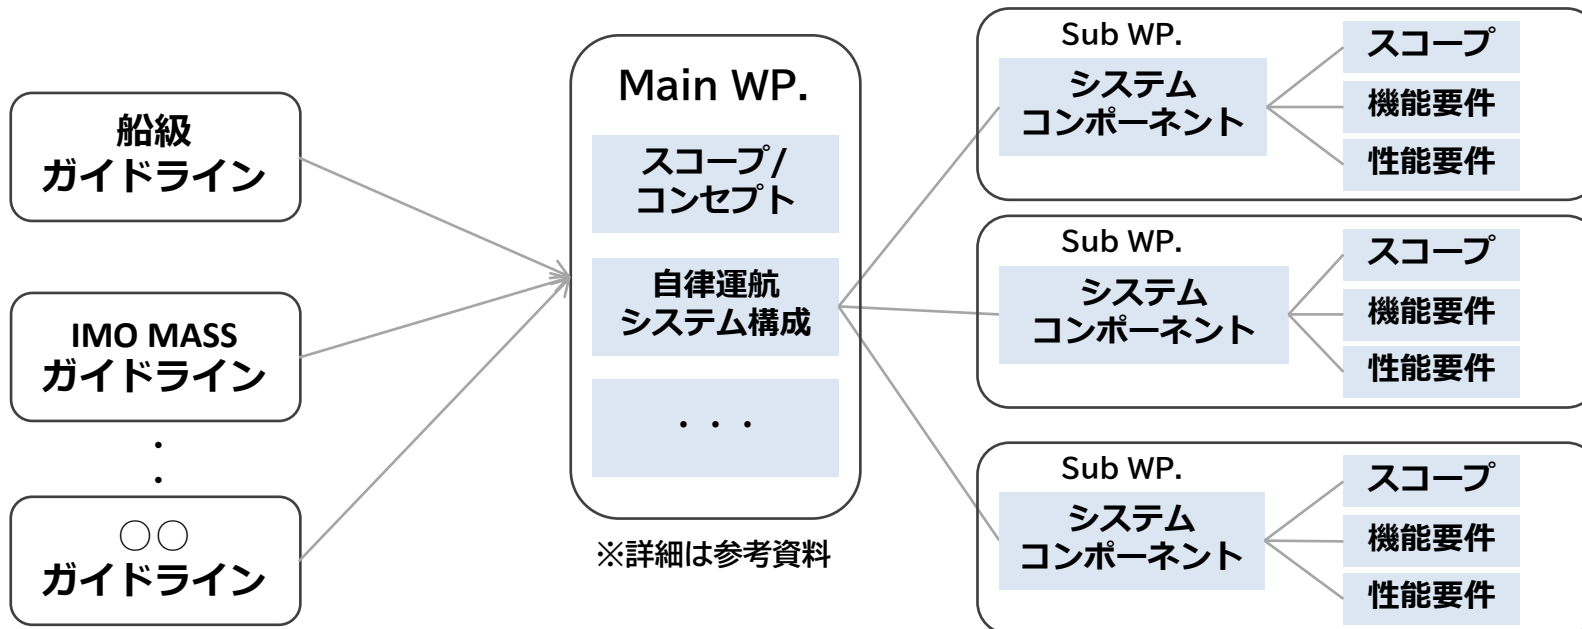 船級
ガイドライン
IMO MASS
ガイドライン
・
・
○○
ガイドライン
Main WP.
スコープ/
コンセプト
自律運航
システム構成
・・・
※詳細は参考資料
Sub WP.
システム
コンポーネント
スコープ
機能要件
性能要件
Sub WP.
システム
コンポーネント
スコープ
機能要件
性能要件
Sub WP.
システム
コンポーネント
スコープ
機能要件
性能要件